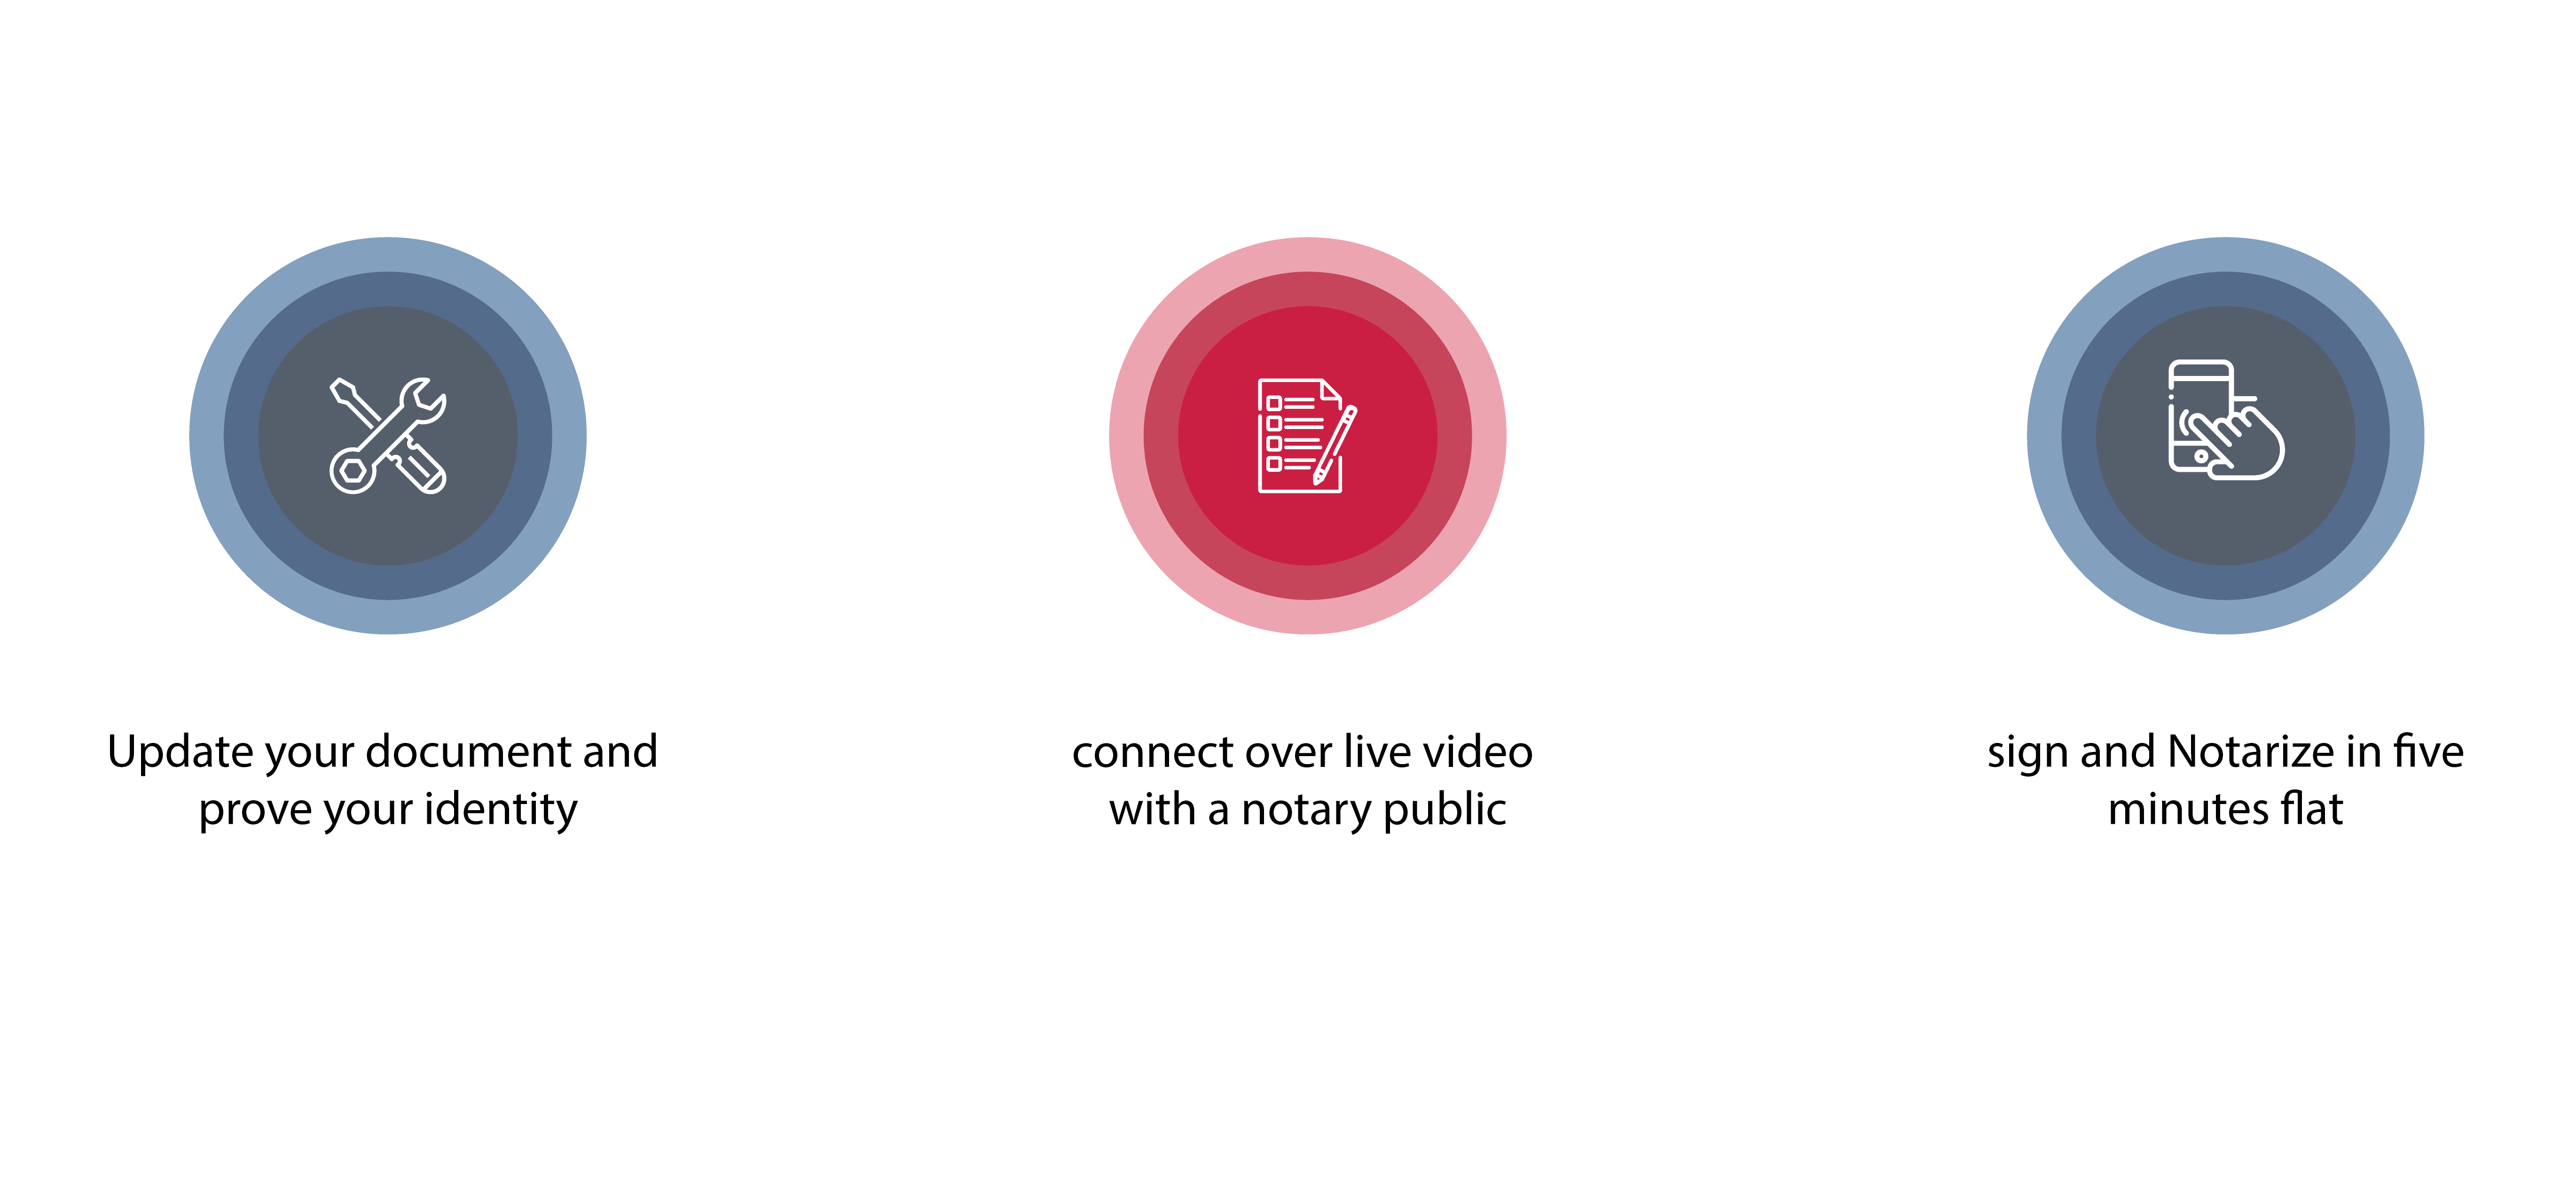 Update your document and
prove your identity
connect over live video
with a notary public
sign and Notarize in five
minutes flat